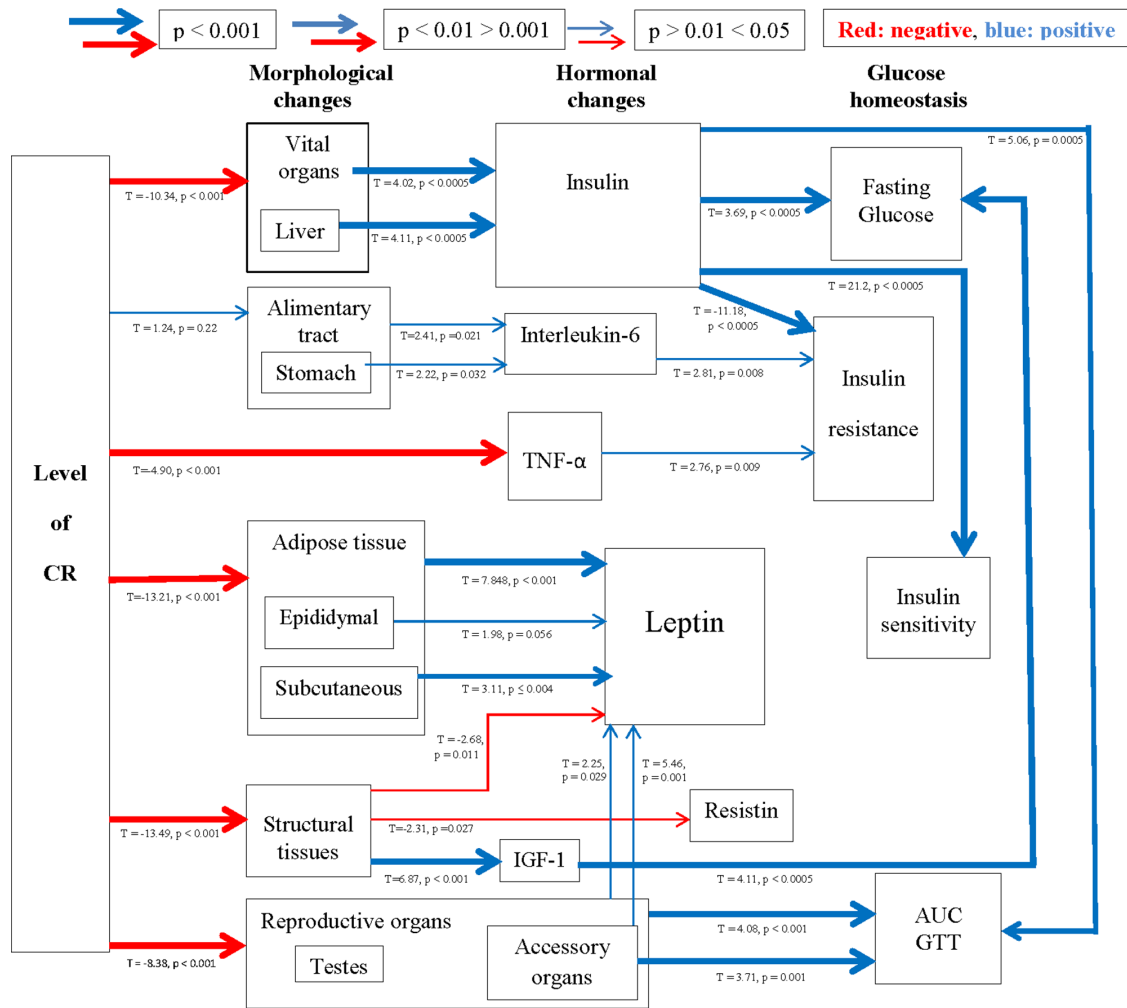 p < 0.001
p < 0.01 > 0.001
p > 0.01 < 0.05
Red: negative, blue: positive
Morphological
changes
Hormonal
changes
Glucose
homeostasis
Level
of
CR
T = -10.34, p < 0.001
Vital
organs
Liver
T = 4.02, p < 0.0005
T = 4.11, p < 0.0005
Insulin
T = 5.06, p = 0.0005
T= 3.69, p < 0.0005
Fasting
Glucose
T = 21.2, p < 0.0005
T = -11.18,
p < 0.0005
T = 1.24, p = 0.22
Alimentary
tract
Stomach
T=2.41, p =0.021
T = 2.22, p = 0.032
Interleukin-6
T = 2.81, p = 0.008
Insulin
resistance
T=-4.90, p < 0.001
TNF-α
T = 2.76, p = 0.009
T=-13.21, p < 0.001
Adipose tissue
Epididymal
Subcutaneous
T = 7.848, p < 0.001
T = 1.98, p = 0.056
T = 3.11, p ≤ 0.004
Leptin
Insulin
sensitivity
T = -2.68,
p = 0.011
T = 2.25,
p = 0.029
T = 5.46,
p = 0.001
T = -13.49, p < 0.001
Structural
tissues
T=-2.31, p =0.027
Resistin
T=6.87, p < 0.001
IGF-1
T = 4.11, p < 0.0005
T = -8.38, p < 0.001
Reproductive organs
Testes
Accessory
organs
T = 4.08, p < 0.001
T = 3.71, p = 0.001
AUC
GTT